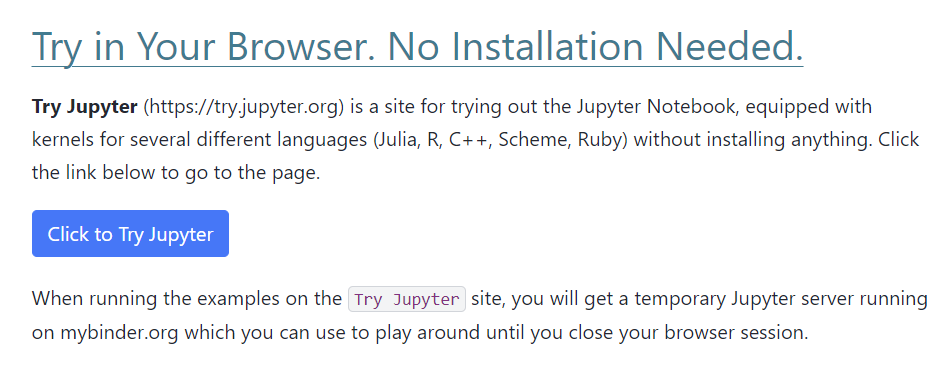 Try in Your Browser. No Installation Needed.
Try Jupyter (https://try.jupyter.org) is a site for trying out the Jupyter Notebook, equipped with
kernels for several different languages (Julia, R, C++, Scheme, Ruby) without installing anything. Click
the link below to go to the page.
Click to Try Jupyter
When running the examples on the Try Jupyter site, you will get a temporary Jupyter server running
on mybinder.org which you can use to play around until you close your browser session.